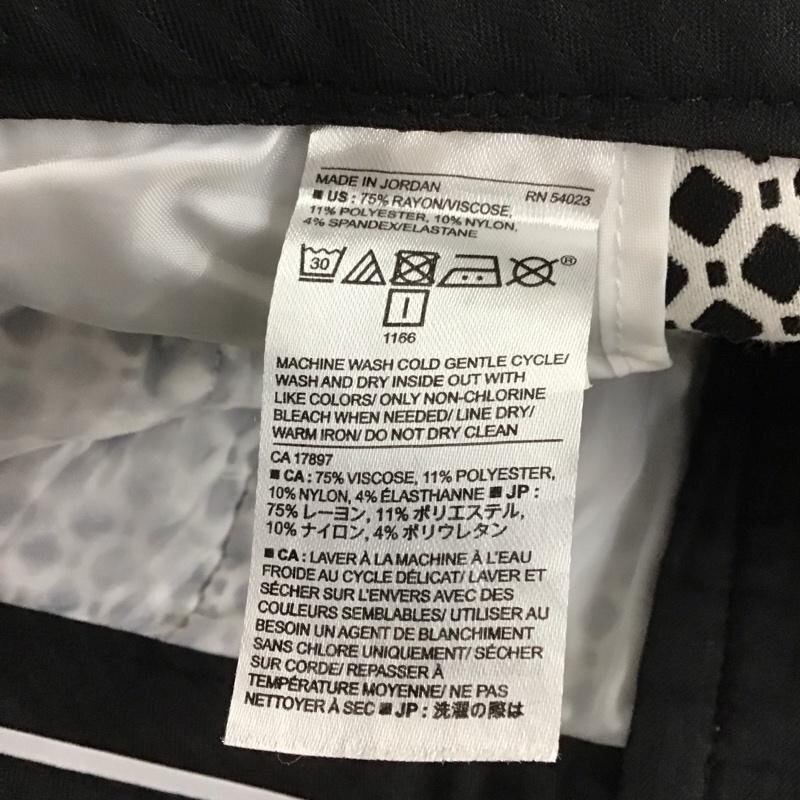 MADE IN JORDAN
RN 54023
■ US : 75% RAYON/VISCOSE,
11% POLYESTER, 10% NYLON,
4% SPANDEX/ELASTANE
30
®
1166
MACHINE WASH COLD GENTLE CYCLE/
WASH AND DRY INSIDE OUT WITH
LIKE COLORS/ ONLY NON-CHLORINE
BLEACH WHEN NEEDED/ LINE DRY/
WARM IRON/ DO NOT DRY CLEAN
CA 17897
■ CA : 75% VISCOSE, 11% POLYESTER,
10% NYLON, 4% ÉLASTHANNE ■ JP :
75% レーヨン, 11% ポリエステル,
10% ナイロン, 4% ポリウレタン
■ CA : LAVER À LA MACHINE À L'EAU
FROIDE AU CYCLE DÉLICAT/ LAVER ET
SÉCHER SUR L'ENVERS AVEC DES
COULEURS SEMBLABLES/ UTILISER AU
BESOIN UN AGENT DE BLANCHIMENT
SANS CHLORE UNIQUEMENT/ SÉCHER
SUR CORDE/ REPASSER À
TEMPÉRATURE MOYENNE/ NE PAS
NETTOYER À SEC ■ JP : 洗濯の際は